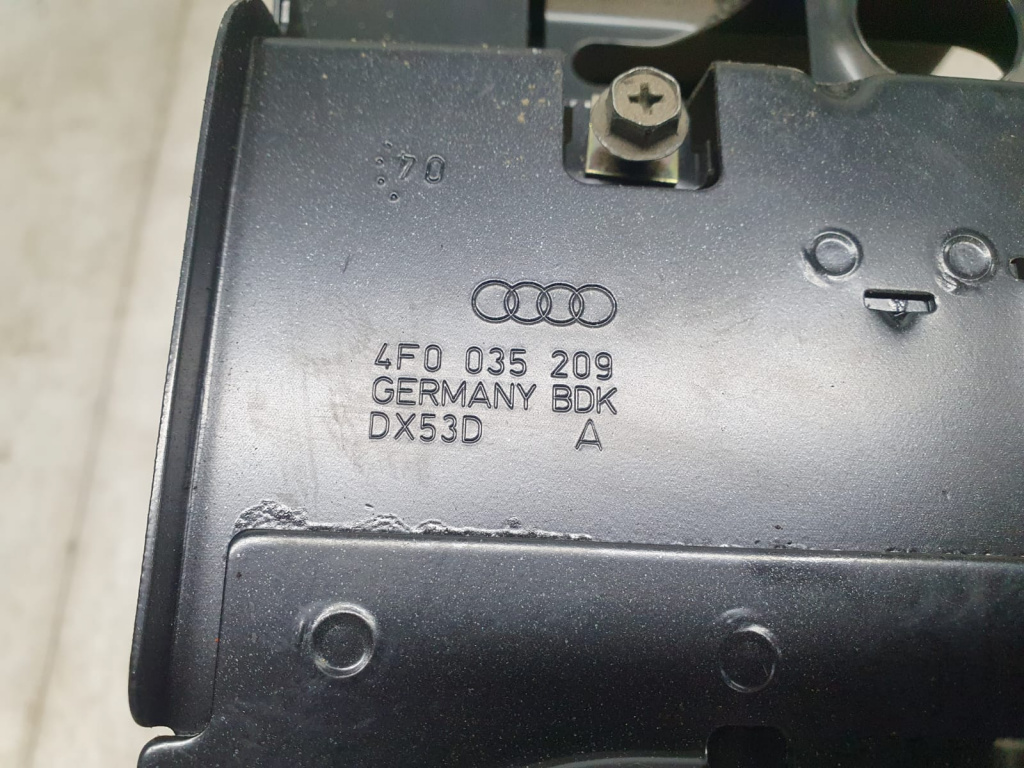 04
4F0 035 209
GERMANY BDK
DX53D A